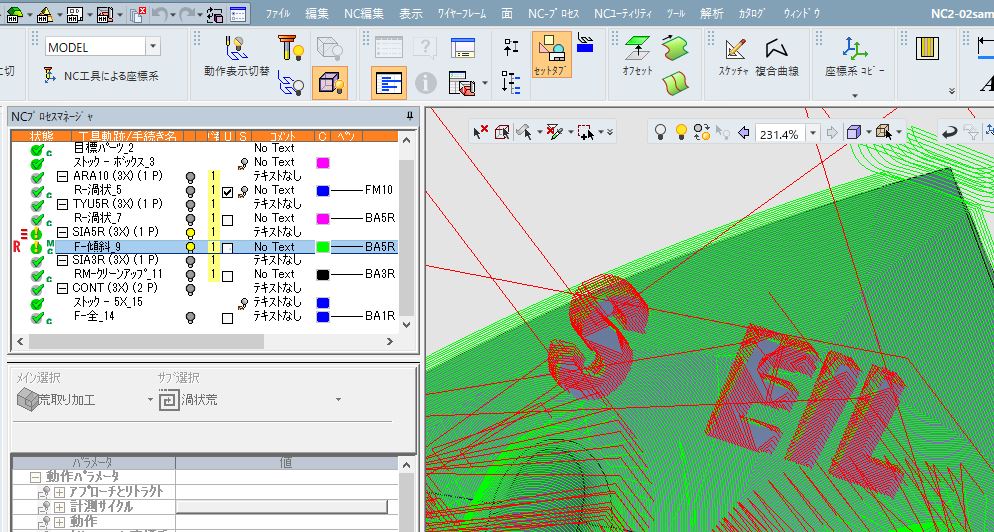 ファイル 編集 NC編集 表示 ワイヤーフレーム 面 NC-プロセス NCユーティリティ ツール 解析 カタログ ウィンドウ NC2-02sam
MODEL
に切 NC工具による座標系 動作表示切替 セットタブ オフセット スケッチャ 複合曲線 座標系 コピー
NCプロセスマネージャ
状態 工具軌跡/手続き名 U S コメント C ペン
目標パーツ_2 No Text
ストック - ボックス_3 No Text
ARA10 (3X) (1 P) 1 テキストなし
R-渦状_5 1 No Text FM10
TYU5R (3X) (1 P) 1 テキストなし
R-渦状_7 1 No Text BA5R
SIA5R (3X) (1 P) 1 テキストなし
R F-傾斜_9 1 No Text BA5R
SIA3R (3X) (1 P) 1 テキストなし
RM-クリーンアップ_11 1 No Text BA3R
CONT (3X) (2 P) テキストなし
ストック - 5X_15 テキストなし
F-全_14 テキストなし BA1R
メイン選択 サブ選択
荒取り加工 渦状荒
パラメータ 値
動作パラメータ
アプローチとリトラクト
計測サイクル
動作
231.4%
S EIL